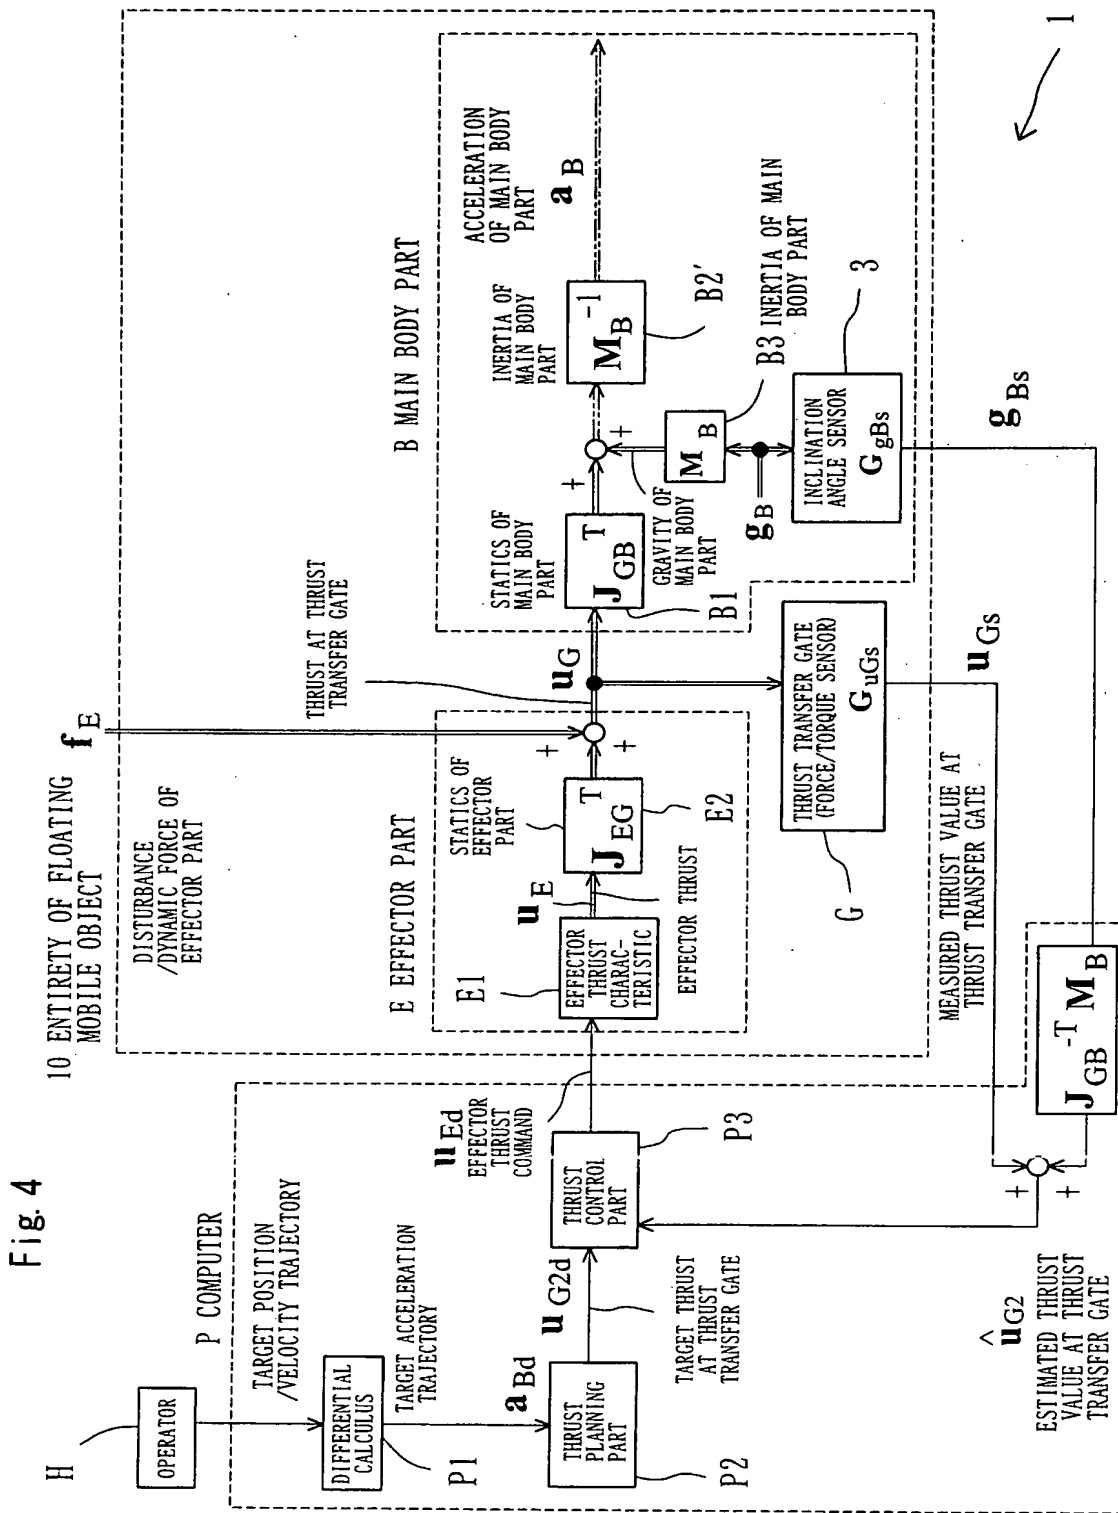 Fig. 4
10 ENTIRETY OF FLOATING
MOBILE OBJECT
H
OPERATOR
P COMPUTER
TARGET POSITION
/VELOCITY TRAJECTORY/
DIFFERENTIAL
CALCULUS
P1
TARGET ACCELERATION
TRAJECTORY
a Bd
THRUST
PLANNING
PART
P2
u G2d
TARGET THRUST
AT THRUST
TRANSFER GATE
THRUST
CONTROL
PART
P3
u Ed
EFFECTOR
THRUST
COMMAND
DISTURBANCE
/DYNAMIC FORCE OF
EFFECTOR PART
f E
E EFFECTOR PART
E1
EFFECTOR
THRUST
CHARAC-
TERISTIC
u E
EFFECTOR THRUST
STATICS OF
EFFECTOR
PART
J EG T
E2
+
+
THRUST AT THRUST
TRANSFER GATE
u G
THRUST TRANSFER GATE
(FORCE/TORQUE SENSOR)
G uGs
G
B MAIN BODY PART
STATICS OF
MAIN BODY
PART
J GB T
B1
+
+
GRAVITY OF
MAIN BODY
PART
INERTIA OF
MAIN BODY
PART
M B -1
B2'
ACCELERATION
OF MAIN BODY
PART
a B
M B
B3 INERTIA OF MAIN
BODY PART
g B
INCLINATION
ANGLE SENSOR
G gBs
3
g Bs
u Gs
MEASURED THRUST VALUE AT
THRUST TRANSFER GATE
J GB -T M B
+
+
û G2
ESTIMATED THRUST
VALUE AT THRUST
TRANSFER GATE
1